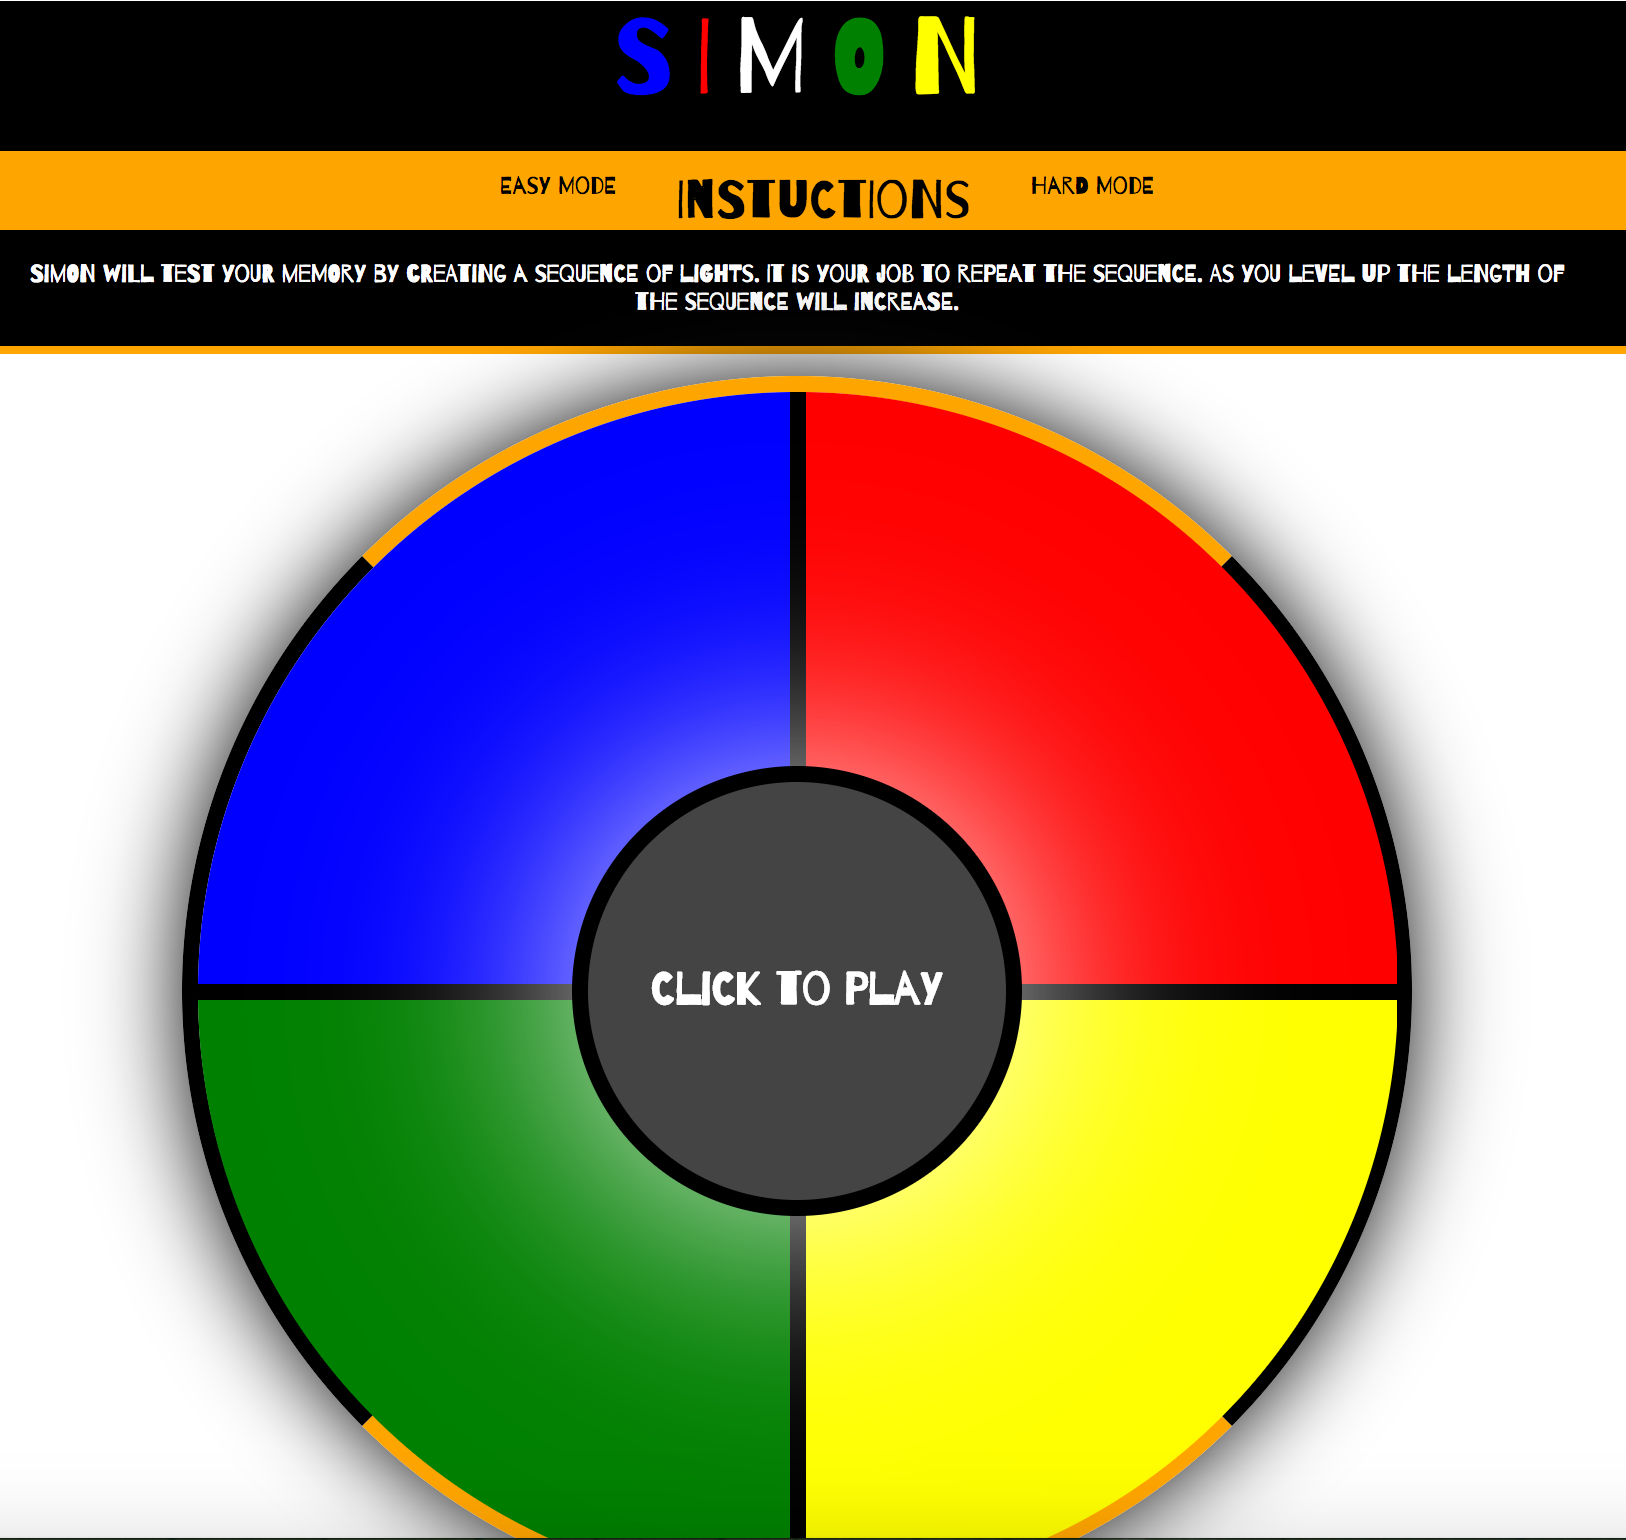 SIMON
EASY MODE INSTUCTIONS HARD MODE
SIMON WILL TEST YOUR MEMORY BY CREATING A SEQUENCE OF LIGHTS. IT IS YOUR JOB TO REPEAT THE SEQUENCE. AS YOU LEVEL UP THE LENGTH OF
THE SEQUENCE WILL INCREASE.
CLICK TO PLAY